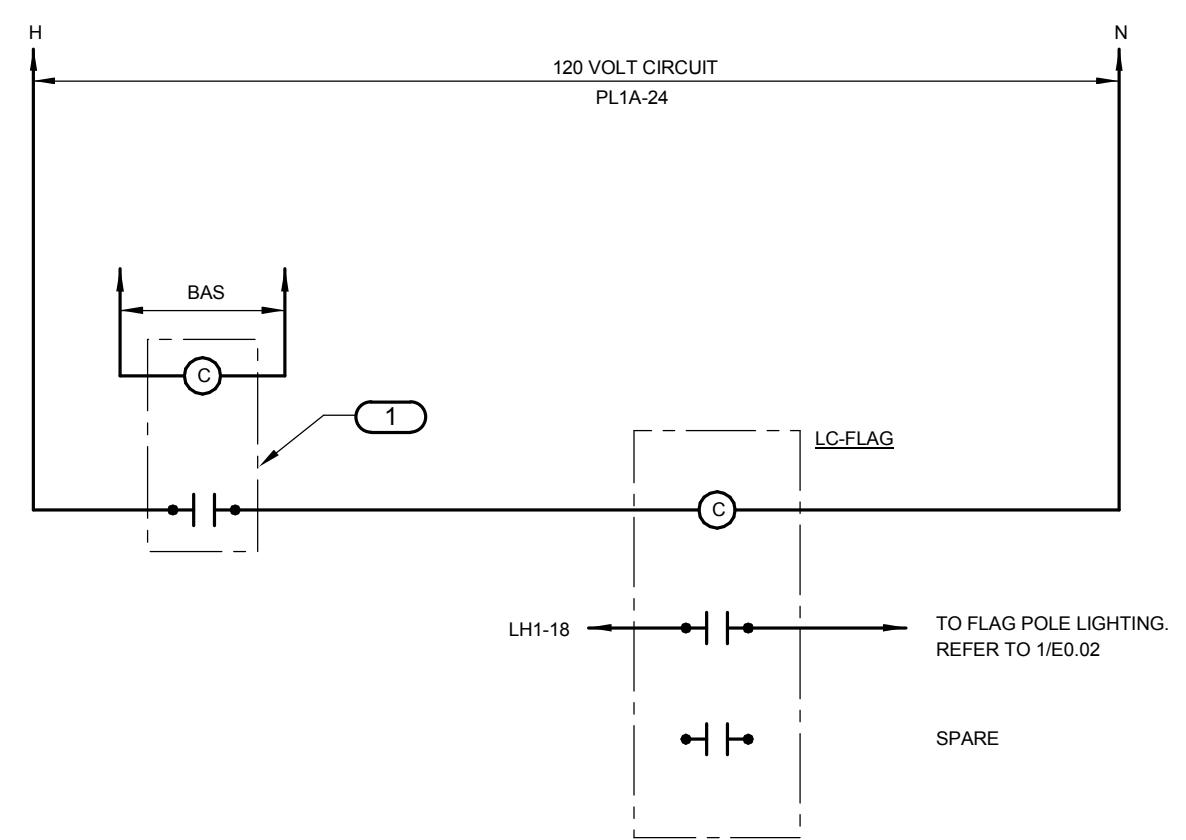 H
N
120 VOLT CIRCUIT
PL1A-24
BAS
C
1
LC-FLAG
C
LH1-18
TO FLAG POLE LIGHTING.
REFER TO 1/E0.02
SPARE